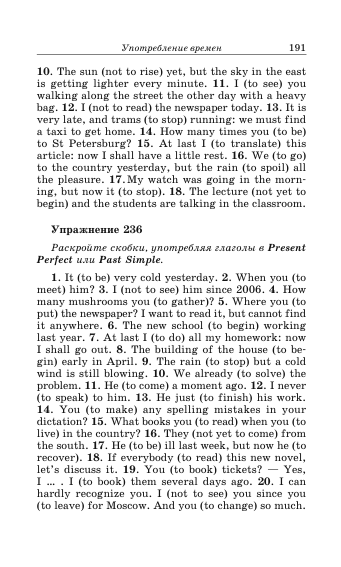 Употребление времен 191
10. The sun (not to rise) yet, but the sky in the east
is getting lighter every minute. 11. I (to see) you
walking along the street the other day with a heavy
bag. 12. I (not to read) the newspaper today. 13. It is
very late, and trams (to stop) running: we must find
a taxi to get home. 14. How many times you (to be)
to St Petersburg? 15. At last I (to translate) this
article: now I shall have a little rest. 16. We (to go)
to the country yesterday, but the rain (to spoil) all
the pleasure. 17. My watch was going in the morn-
ing, but now it (to stop). 18. The lecture (not yet to
begin) and the students are talking in the classroom.
Упражнение 236
Раскройте скобки, употребляя глаголы в Present
Perfect или Past Simple.
1. It (to be) very cold yesterday. 2. When you (to
meet) him? 3. I (not to see) him since 2006. 4. How
many mushrooms you (to gather)? 5. Where you (to
put) the newspaper? I want to read it, but cannot find
it anywhere. 6. The new school (to begin) working
last year. 7. At last I (to do) all my homework: now
I shall go out. 8. The building of the house (to be-
gin) early in April. 9. The rain (to stop) but a cold
wind is still blowing. 10. We already (to solve) the
problem. 11. He (to come) a moment ago. 12. I never
(to speak) to him. 13. He just (to finish) his work.
14. You (to make) any spelling mistakes in your
dictation? 15. What books you (to read) when you (to
live) in the country? 16. They (not yet to come) from
the south. 17. He (to be) ill last week, but now he (to
recover). 18. If everybody (to read) this new novel,
let's discuss it. 19. You (to book) tickets? — Yes,
I ... . I (to book) them several days ago. 20. I can
hardly recognize you. I (not to see) you since you
(to leave) for Moscow. And you (to change) so much.